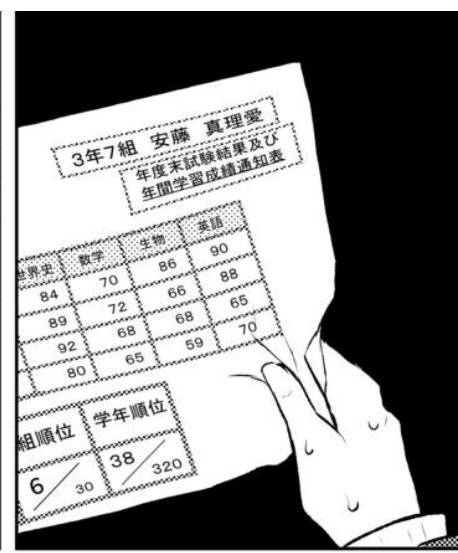 3年7組 安藤 真理愛
年度末試験結果及び
年間学習成績通知表
世界史 数学 生物 英語
84 70 86 90
89 72 66 88
92 68 68 65
80 65 59 70
組順位 学年順位
6/30 38/320